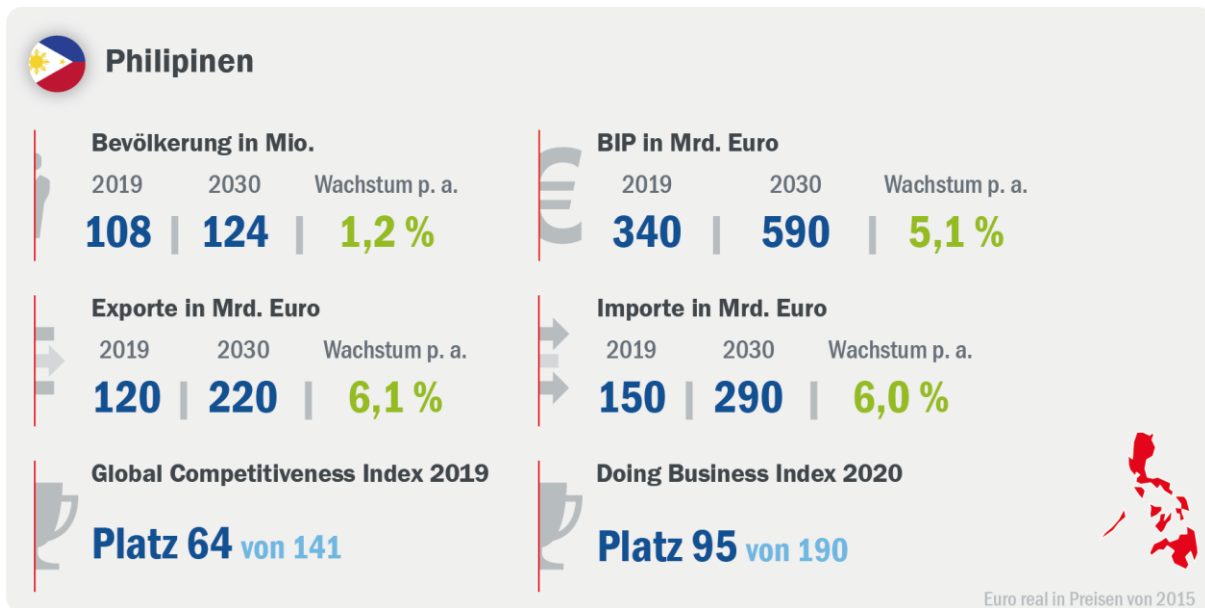 Philipinen
Bevölkerung in Mio.
2019 2030 Wachstum p. a.
108 | 124 | 1,2 %
BIP in Mrd. Euro
2019 2030 Wachstum p. a.
340 | 590 | 5,1 %
Exporte in Mrd. Euro
2019 2030 Wachstum p. a.
120 | 220 | 6,1 %
Importe in Mrd. Euro
2019 2030 Wachstum p. a.
150 | 290 | 6,0 %
Global Competitiveness Index 2019
Platz 64 von 141
Doing Business Index 2020
Platz 95 von 190
Euro real in Preisen von 2015